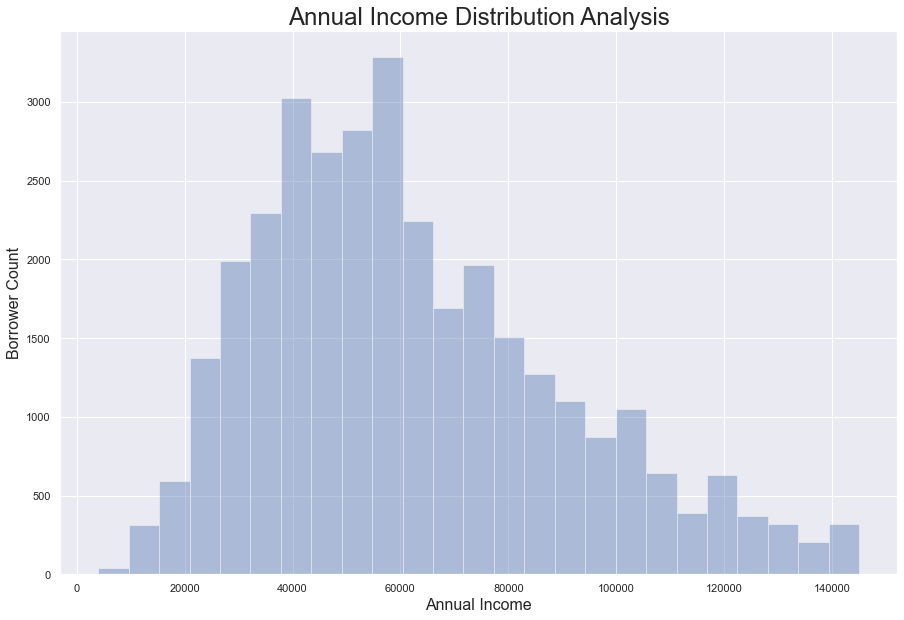 Annual Income Distribution Analysis
3000
2500
2000
1500
1000
500
0
Borrower Count
0 20000 40000 60000 80000 100000 120000 140000
Annual Income